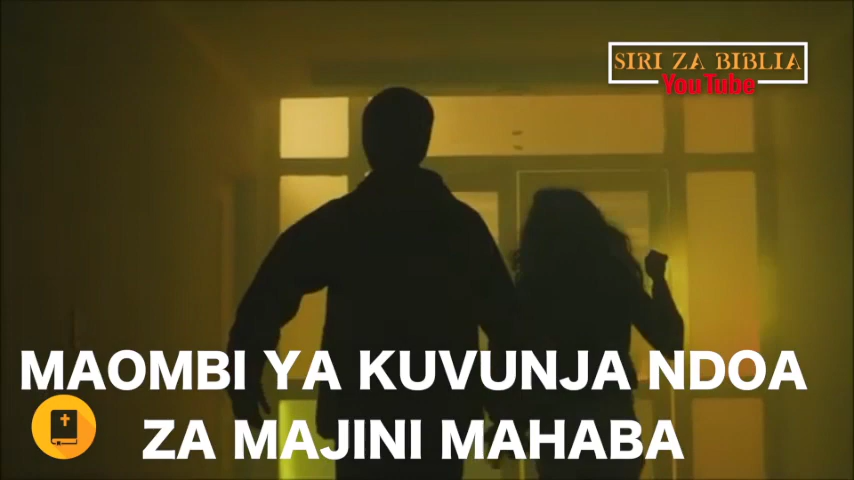 SIRI ZA BIBLIA
YouTube
MAOMBI YA KUVUNJA NDOA
ZA MAJINI MAHABA